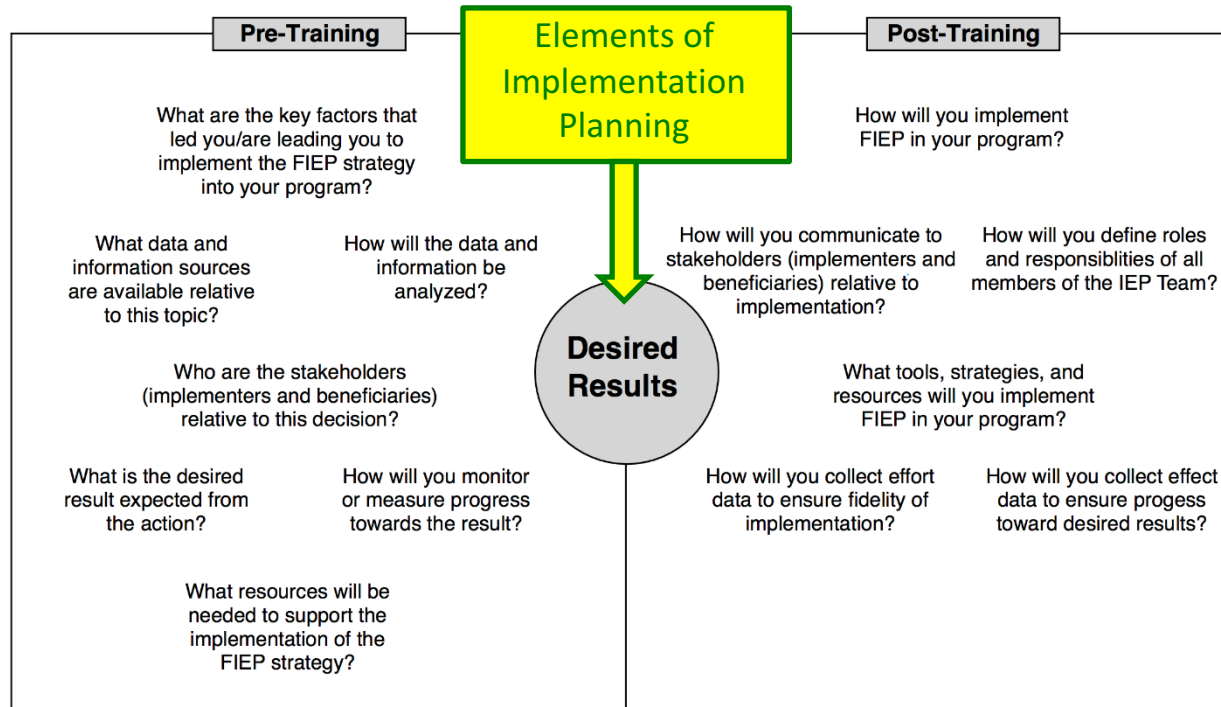 Pre-Training
What are the key factors that
led you/are leading you to
implement the FIEP strategy
into your program?
What data and
information sources
are available relative
to this topic?
How will the data and
information be
analyzed?
Who are the stakeholders
(implementers and beneficiaries)
relative to this decision?
What is the desired
result expected from
the action?
How will you monitor
or measure progress
towards the result?
What resources will be
needed to support the
implementation of the
FIEP strategy?
Elements of
Implementation
Planning
Desired
Results
Post-Training
How will you implement
FIEP in your program?
How will you communicate to
stakeholders (implementers and
beneficiaries) relative to
implementation?
How will you define roles
and responsiblities of all
members of the IEP Team?
What tools, strategies, and
resources will you implement
FIEP in your program?
How will you collect effort
data to ensure fidelity of
implementation?
How will you collect effect
data to ensure progess
toward desired results?